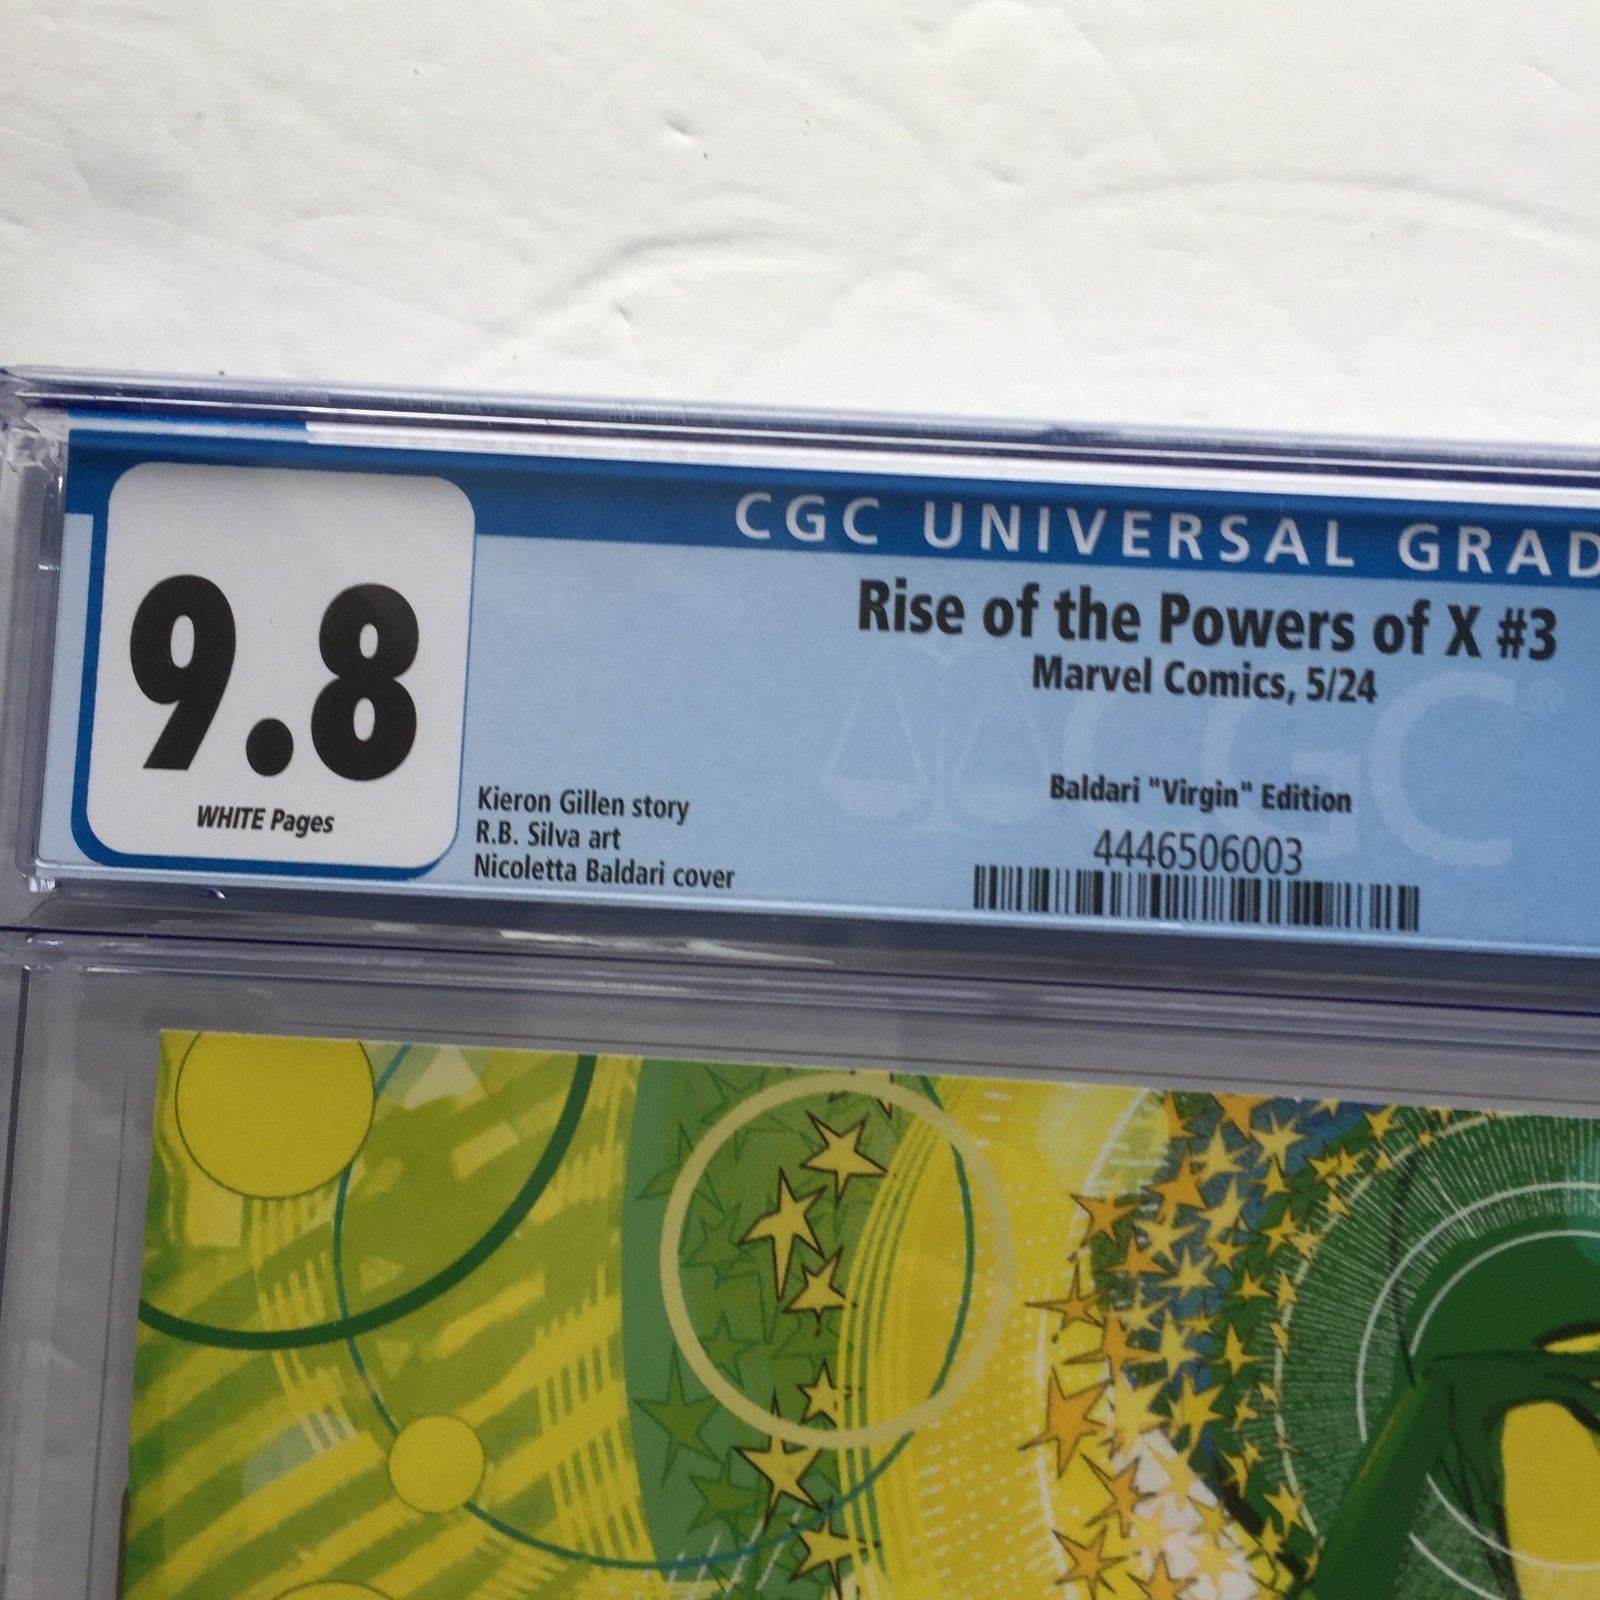 CGC UNIVERSAL GRAD
9.8
WHITE Pages
Rise of the Powers of X #3
Marvel Comics, 5/24
Baldari "Virgin" Edition
4446506003
Kieron Gillen story
R.B. Silva art
Nicoletta Baldari cover
CGC